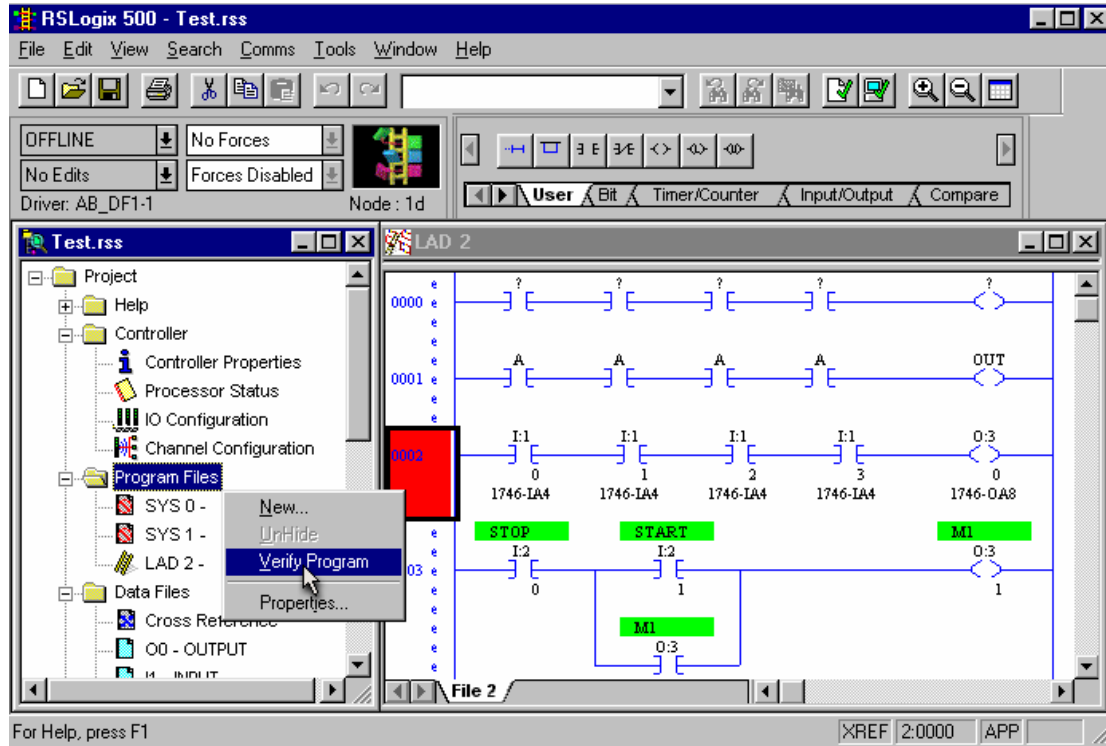 RSLogix 500 - Test.rss
File Edit View Search Comms Tools Window Help
OFFLINE No Forces
No Edits Forces Disabled
Driver: AB_DF1-1 Node : 1d
User Bit Timer/Counter Input/Output Compare
Test.rss
Project
Help
Controller
Controller Properties
Processor Status
IO Configuration
Channel Configuration
Program Files
SYS 0 -
SYS 1 -
LAD 2 -
Data Files
Cross Reference
O0 - OUTPUT
I1 - INPUT
New...
UnHide
Verify Program
Properties...
LAD 2
e
? ? ? ? ?
0000 e
e
e
e
A A A A OUT
0001 e
e
e
I:1 I:1 I:1 I:1 O:3
0002
0 1 2 3 0
1746-IA4 1746-IA4 1746-IA4 1746-IA4 1746-OA8
e STOP START M1
e I:2 I:2 O:3
03 e
e 0 1 1
e
e M1
e O:3
e
File 2
For Help, press F1 XREF 2:0000 APP